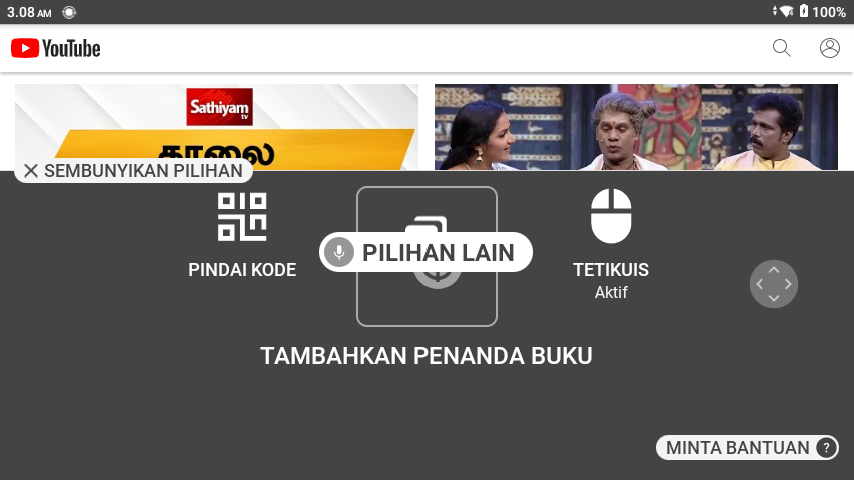 3.08 AM
100%
YouTube
Sathiyam
tv
காலை
SEMBUNYIKAN PILIHAN
PINDAI KODE
PILIHAN LAIN
TETIKUIS
Aktif
TAMBAHKAN PENANDA BUKU
MINTA BANTUAN ?